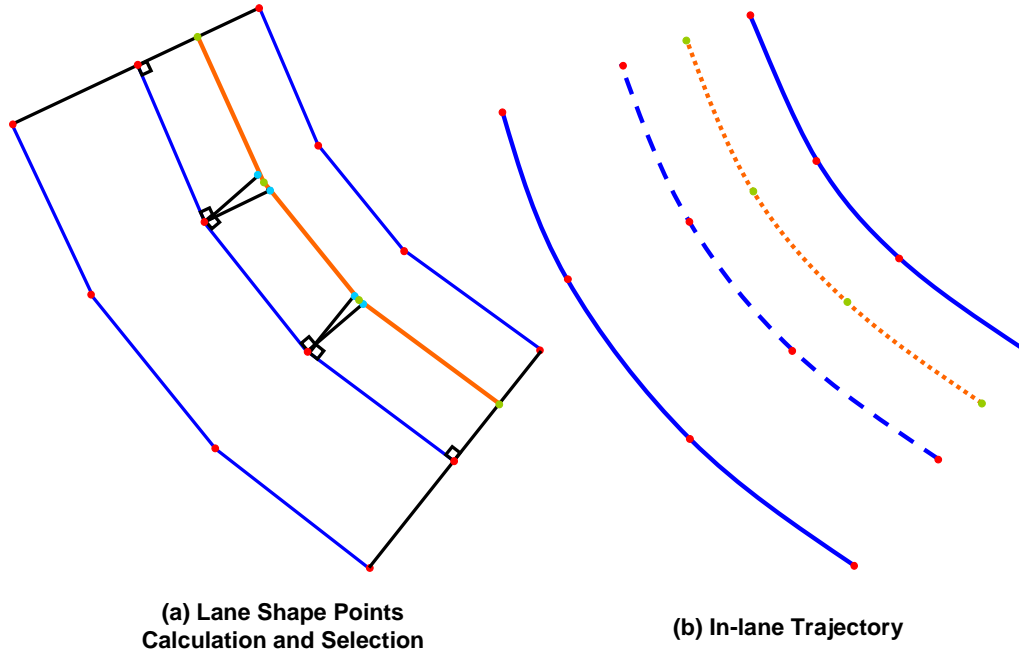 (a) Lane Shape Points
Calculation and Selection
(b) In-lane Trajectory